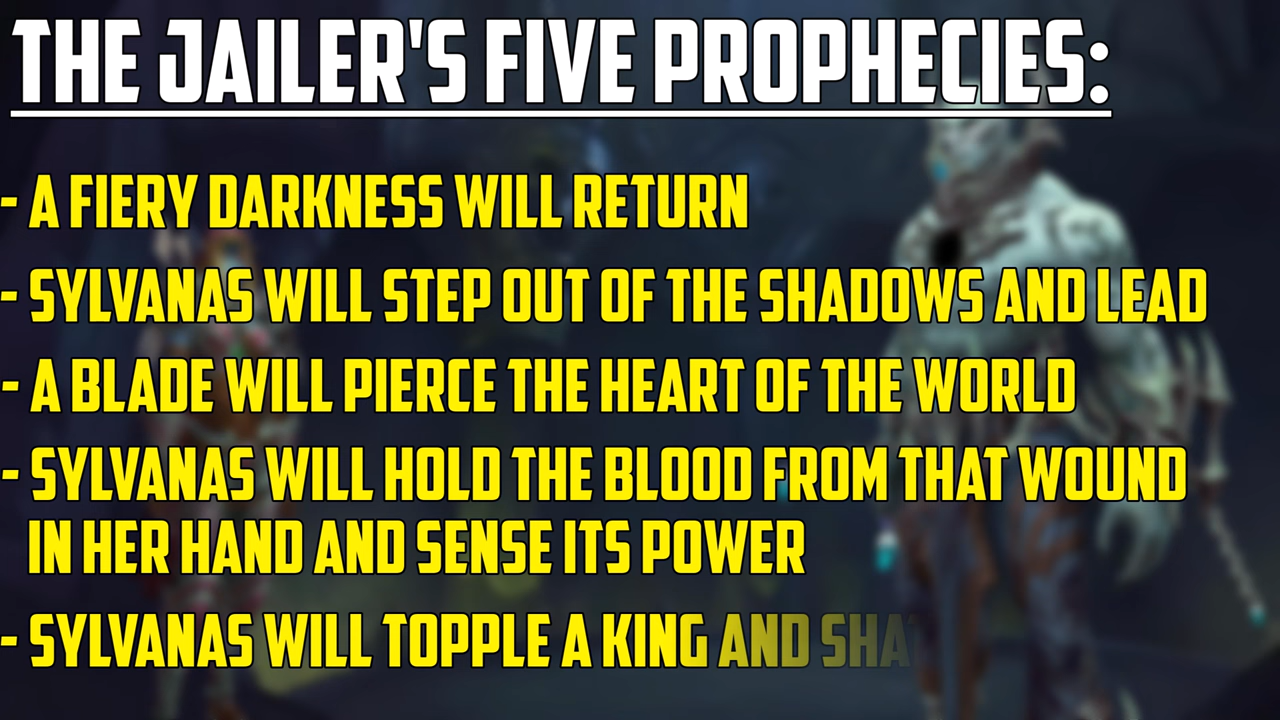 THE JAILER'S FIVE PROPHECIES:
- A FIERY DARKNESS WILL RETURN
- SYLVANAS WILL STEP OUT OF THE SHADOWS AND LEAD
- A BLADE WILL PIERCE THE HEART OF THE WORLD
- SYLVANAS WILL HOLD THE BLOOD FROM THAT WOUND
IN HER HAND AND SENSE ITS POWER
- SYLVANAS WILL TOPPLE A KING AND